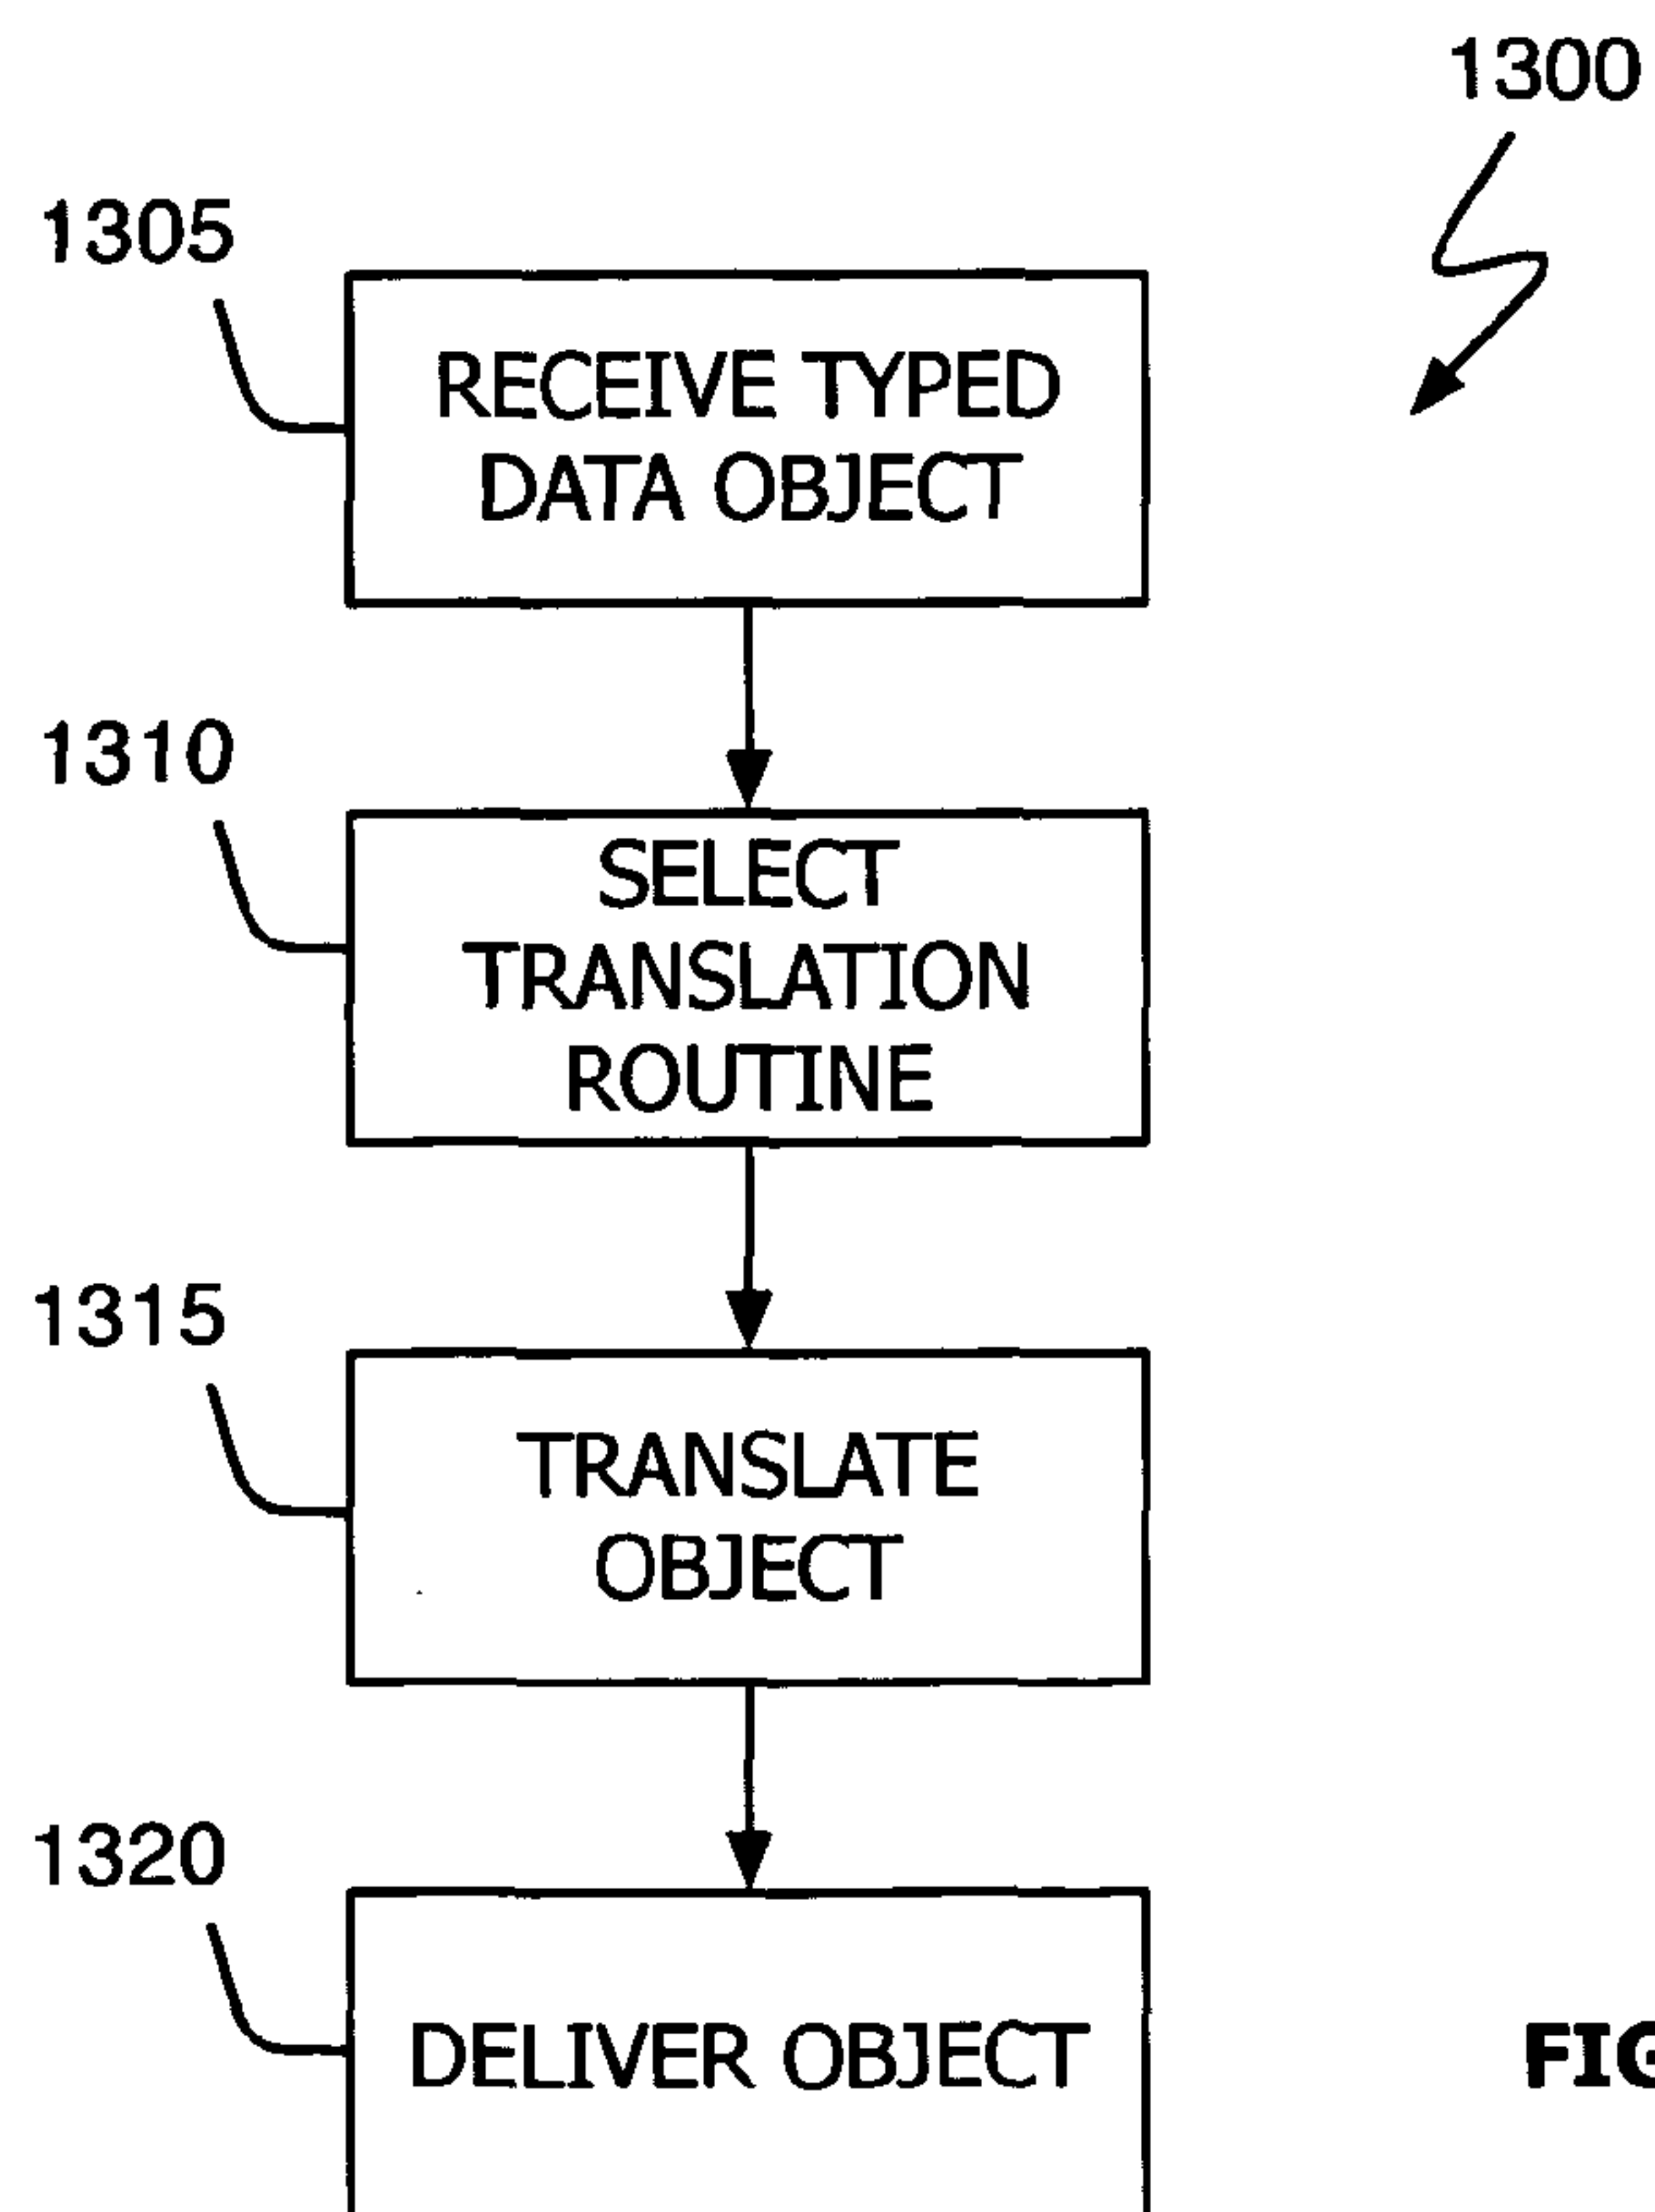 1300
1305
RECEIVE TYPED
DATA OBJECT
1310
SELECT
TRANSLATION
ROUTINE
1315
TRANSLATE
OBJECT
1320
DELIVER OBJECT